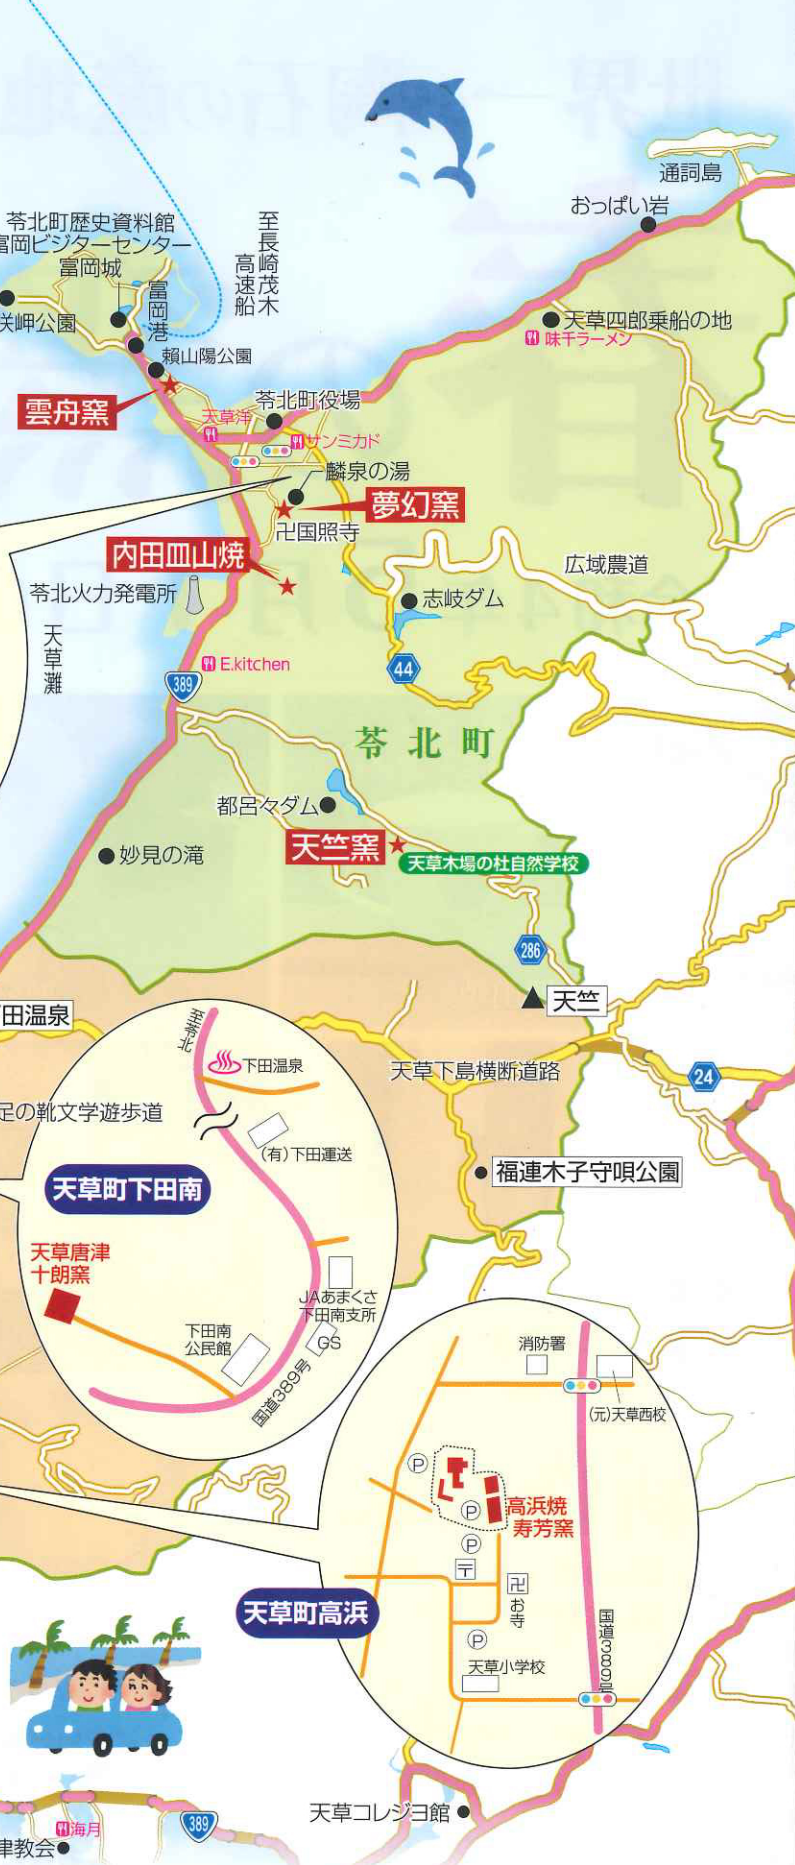 通詞島
おっぱい岩
苓北町歴史資料館
富岡ビジターセンター
富岡城
至長崎茂木
高速船
富岡港
咲岬公園
天草四郎乗船の地
味千ラーメン
頼山陽公園
雲舟窯
天草洋
苓北町役場
サンミカド
麟泉の湯
夢幻窯
卍国照寺
内田皿山焼
広域農道
苓北火力発電所
志岐ダム
天草灘
E.kitchen
44
389
苓北町
都呂々ダム
天竺窯
妙見の滝
天草木場の杜自然学校
286
天竺
田温泉
至苓北
下田温泉
天草下島横断道路
24
足の靴文学遊歩道
(有)下田運送
天草町下田南
福連木子守唄公園
天草唐津
十朗窯
JAあまくさ
下田南支所
下田南
公民館
GS
国道389号
消防署
(元)天草西校
P
高浜焼
寿芳窯
P
P
〒
卍
お寺
天草町高浜
国道389号
P
天草小学校
天草コレジヨ館
389
海月
津教会